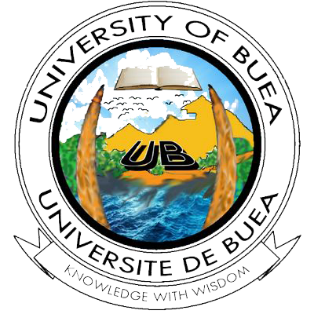 UNIVERSITY OF BUEA
UB
UNIVERSITE DE BUEA
KNOWLEDGE WITH WISDOM